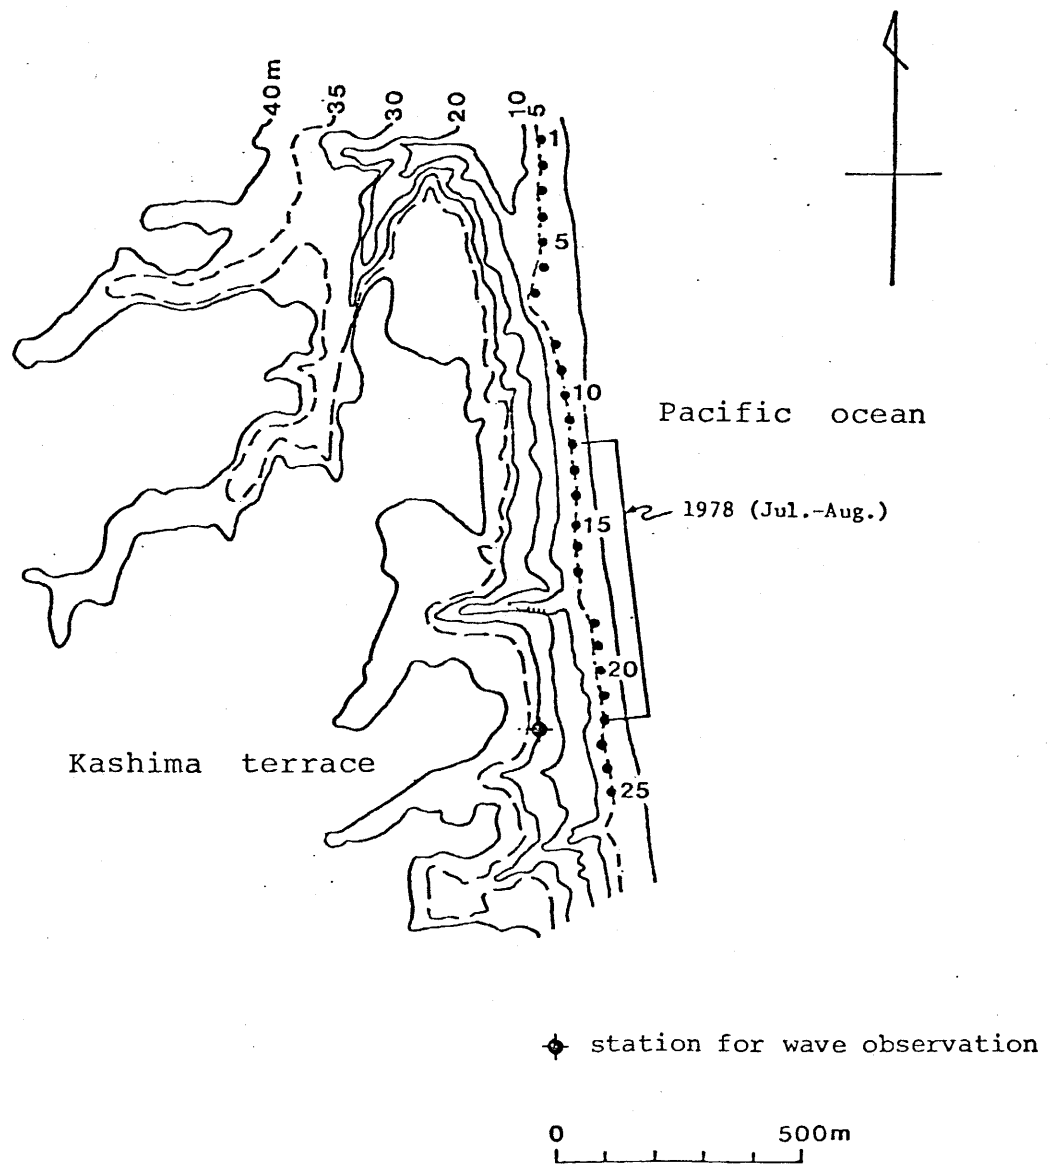 40m
35
30
20
10
5
1
5
10
Pacific ocean
1978 (Jul.-Aug.)
15
20
Kashima terrace
25
station for wave observation
0 500m